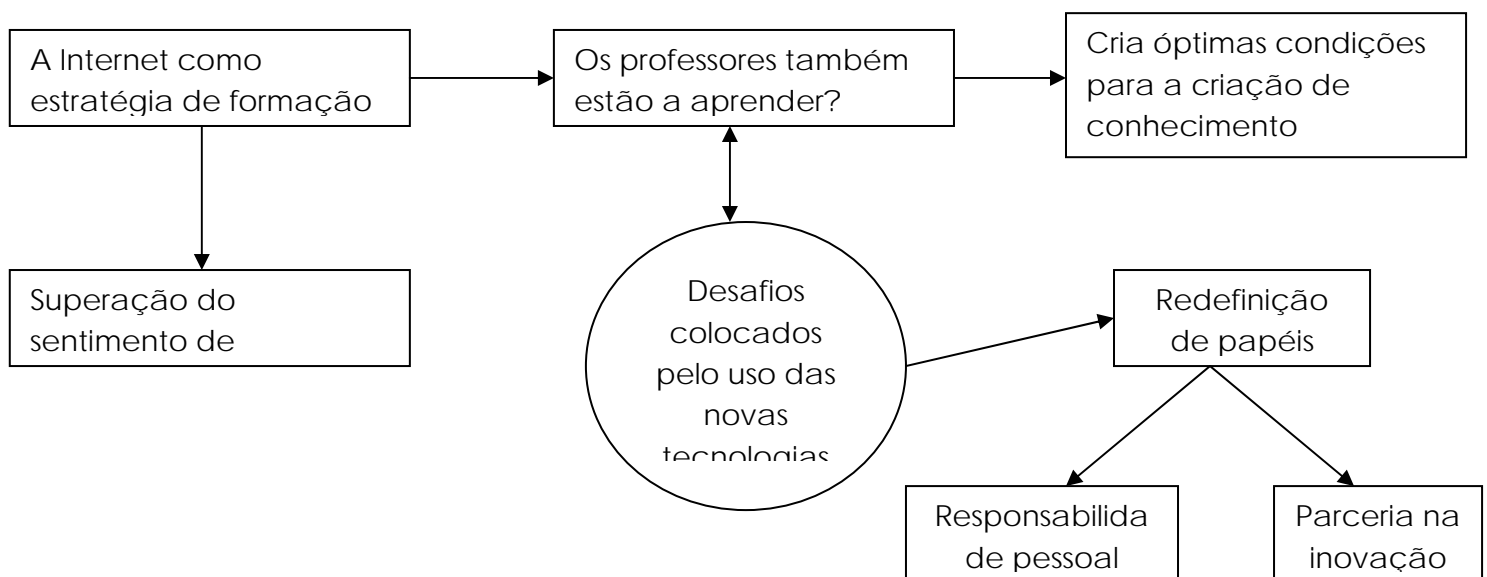 A Internet como
estratégia de formação
Os professores também
estão a aprender?
Cria óptimas condições
para a criação de
conhecimento
Superação do
sentimento de
Desafios
colocados
pelo uso das
novas
tecnologias
Redefinição
de papéis
Responsabilida
de pessoal
Parceria na
inovação